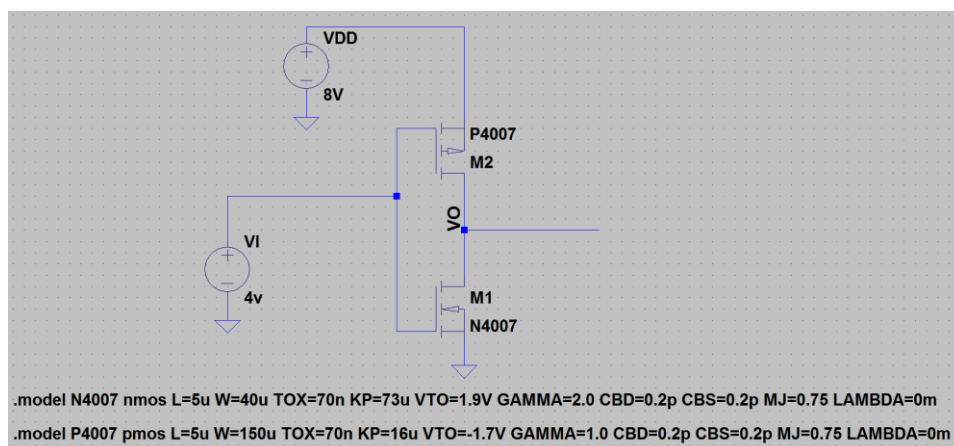 VDD
8V
P4007
M2
VO
VI
4v
M1
N4007
.model N4007 nmos L=5u W=40u TOX=70n KP=73u VTO=1.9V GAMMA=2.0 CBD=0.2p CBS=0.2p MJ=0.75 LAMBDA=0m
.model P4007 pmos L=5u W=150u TOX=70n KP=16u VTO=-1.7V GAMMA=1.0 CBD=0.2p CBS=0.2p MJ=0.75 LAMBDA=0m